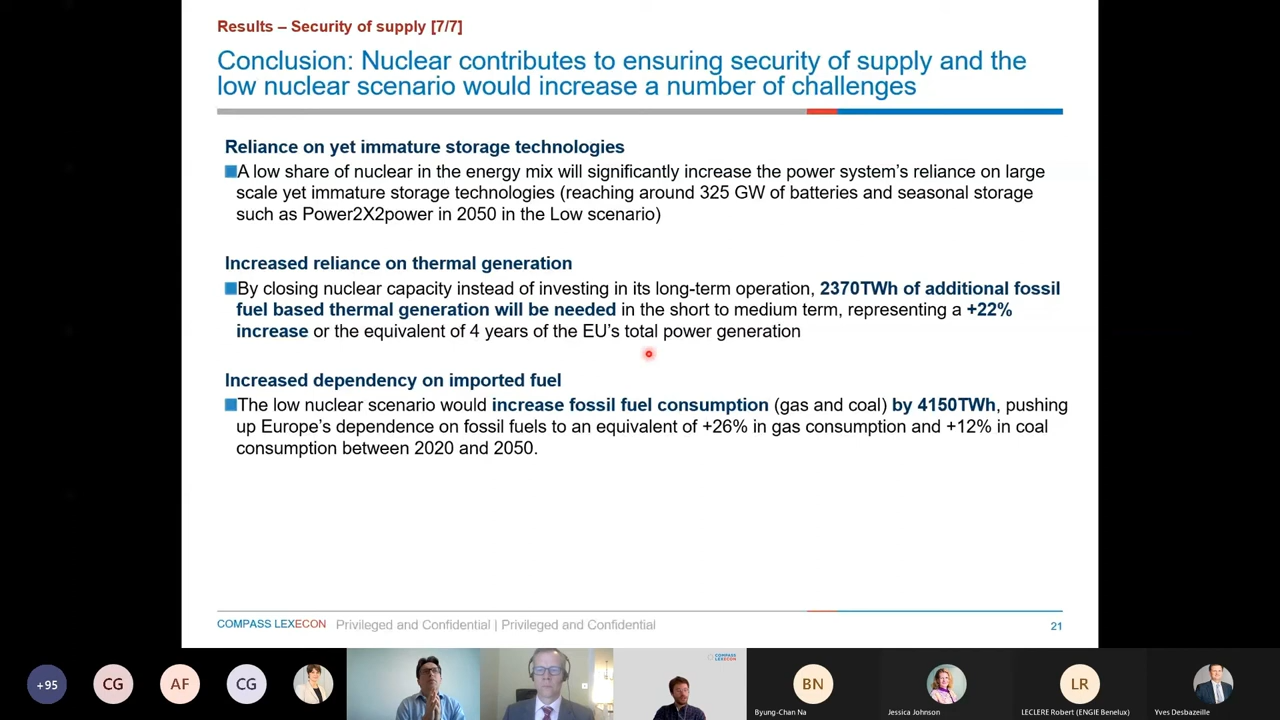 Results – Security of supply [7/7]
Conclusion: Nuclear contributes to ensuring security of supply and the
low nuclear scenario would increase a number of challenges
Reliance on yet immature storage technologies
A low share of nuclear in the energy mix will significantly increase the power system's reliance on large
scale yet immature storage technologies (reaching around 325 GW of batteries and seasonal storage
such as Power2X2power in 2050 in the Low scenario)
Increased reliance on thermal generation
By closing nuclear capacity instead of investing in its long-term operation, 2370TWh of additional fossil
fuel based thermal generation will be needed in the short to medium term, representing a +22%
increase or the equivalent of 4 years of the EU's total power generation
Increased dependency on imported fuel
The low nuclear scenario would increase fossil fuel consumption (gas and coal) by 4150TWh, pushing
up Europe's dependence on fossil fuels to an equivalent of +26% in gas consumption and +12% in coal
consumption between 2020 and 2050.
COMPASS LEXECON Privileged and Confidential | Privileged and Confidential 21
COMPASS
LEXECON
+95 CG AF CG BN LR
Byung-Chan Na Jessica Johnson LECLERE Robert (ENGIE Benelux) Yves Desbazeille